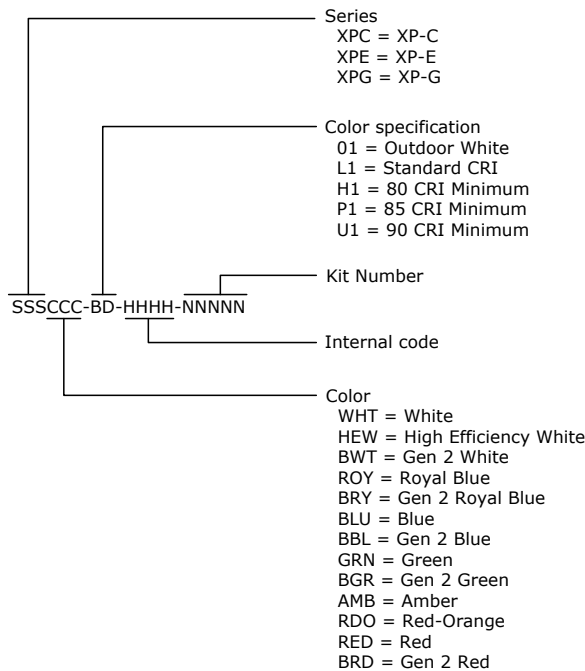 Series
XPC = XP-C
XPE = XP-E
XPG = XP-G
Color specification
01 = Outdoor White
L1 = Standard CRI
H1 = 80 CRI Minimum
P1 = 85 CRI Minimum
U1 = 90 CRI Minimum
Kit Number
SSSCCC-BD-HHHH-NNNNN
Internal code
Color
WHT = White
HEW = High Efficiency White
BWT = Gen 2 White
ROY = Royal Blue
BRY = Gen 2 Royal Blue
BLU = Blue
BBL = Gen 2 Blue
GRN = Green
BGR = Gen 2 Green
AMB = Amber
RDO = Red-Orange
RED = Red
BRD = Gen 2 Red